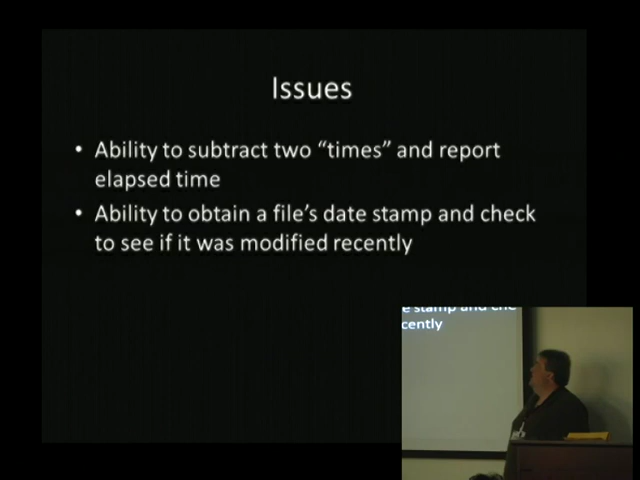 Issues
• Ability to subtract two “times” and report
elapsed time
• Ability to obtain a file’s date stamp and check
to see if it was modified recently
e stamp and che
cently